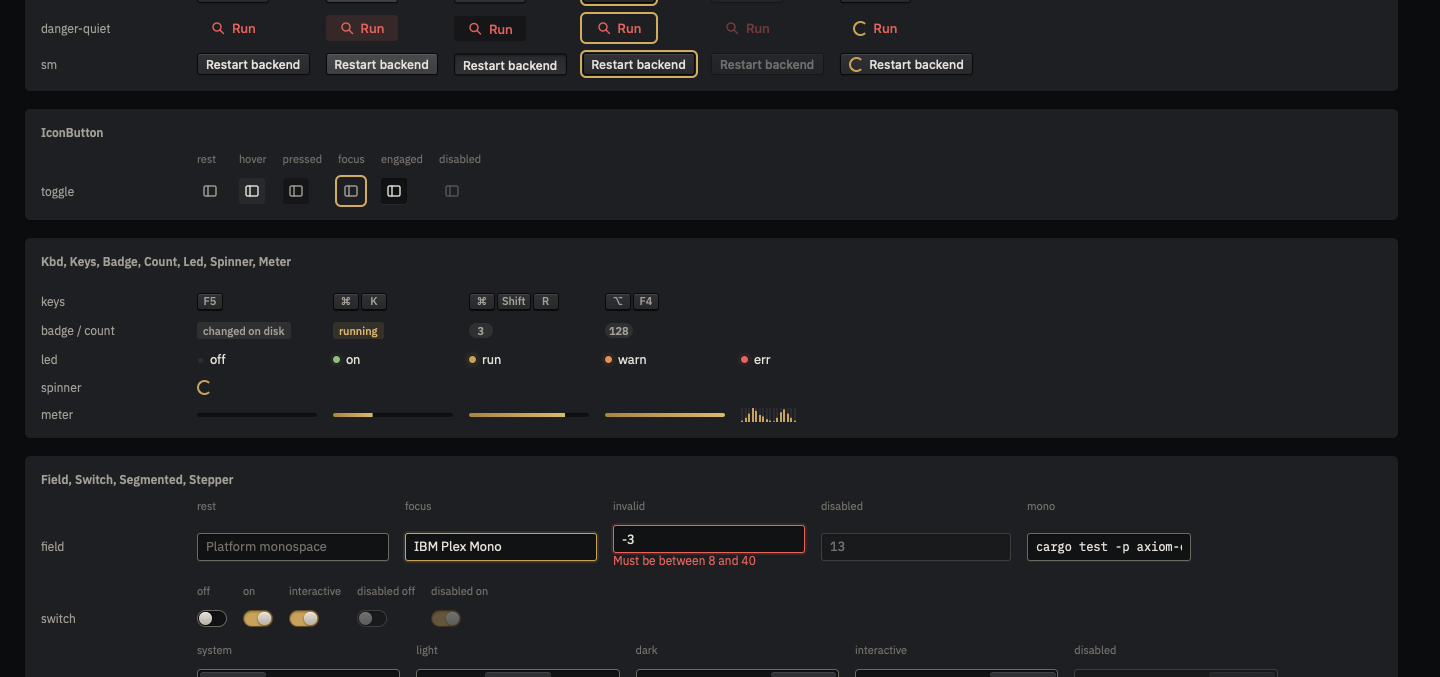 danger-quiet Run Run Run Run Run Run
sm Restart backend Restart backend Restart backend Restart backend Restart backend Restart backend
IconButton
rest hover pressed focus engaged disabled
toggle
Kbd, Keys, Badge, Count, Led, Spinner, Meter
keys F5 ⌘ K ⌘ Shift R ⌥ F4
badge / count changed on disk running 3 128
led off on run warn err
spinner
meter
Field, Switch, Segmented, Stepper
rest focus invalid disabled mono
field Platform monospace IBM Plex Mono -3 13 cargo test -p axiom-
Must be between 8 and 40
off on interactive disabled off disabled on
switch
system light dark interactive disabled